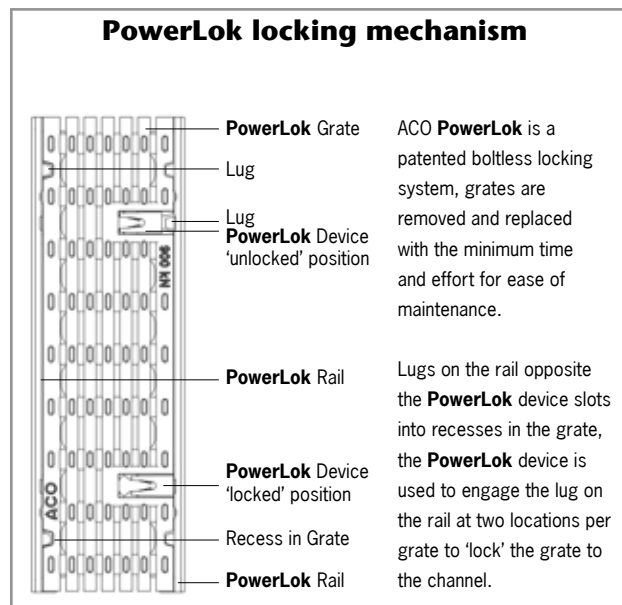 PowerLok locking mechanism
PowerLok Grate
Lug
Lug
PowerLok Device
'unlocked' position
900 KN
PowerLok Rail
PowerLok Device
'locked' position
ACO
Recess in Grate
PowerLok Rail
ACO PowerLok is a
patented boltless locking
system, grates are
removed and replaced
with the minimum time
and effort for ease of
maintenance.
Lugs on the rail opposite
the PowerLok device slots
into recesses in the grate,
the PowerLok device is
used to engage the lug on
the rail at two locations per
grate to 'lock' the grate to
the channel.